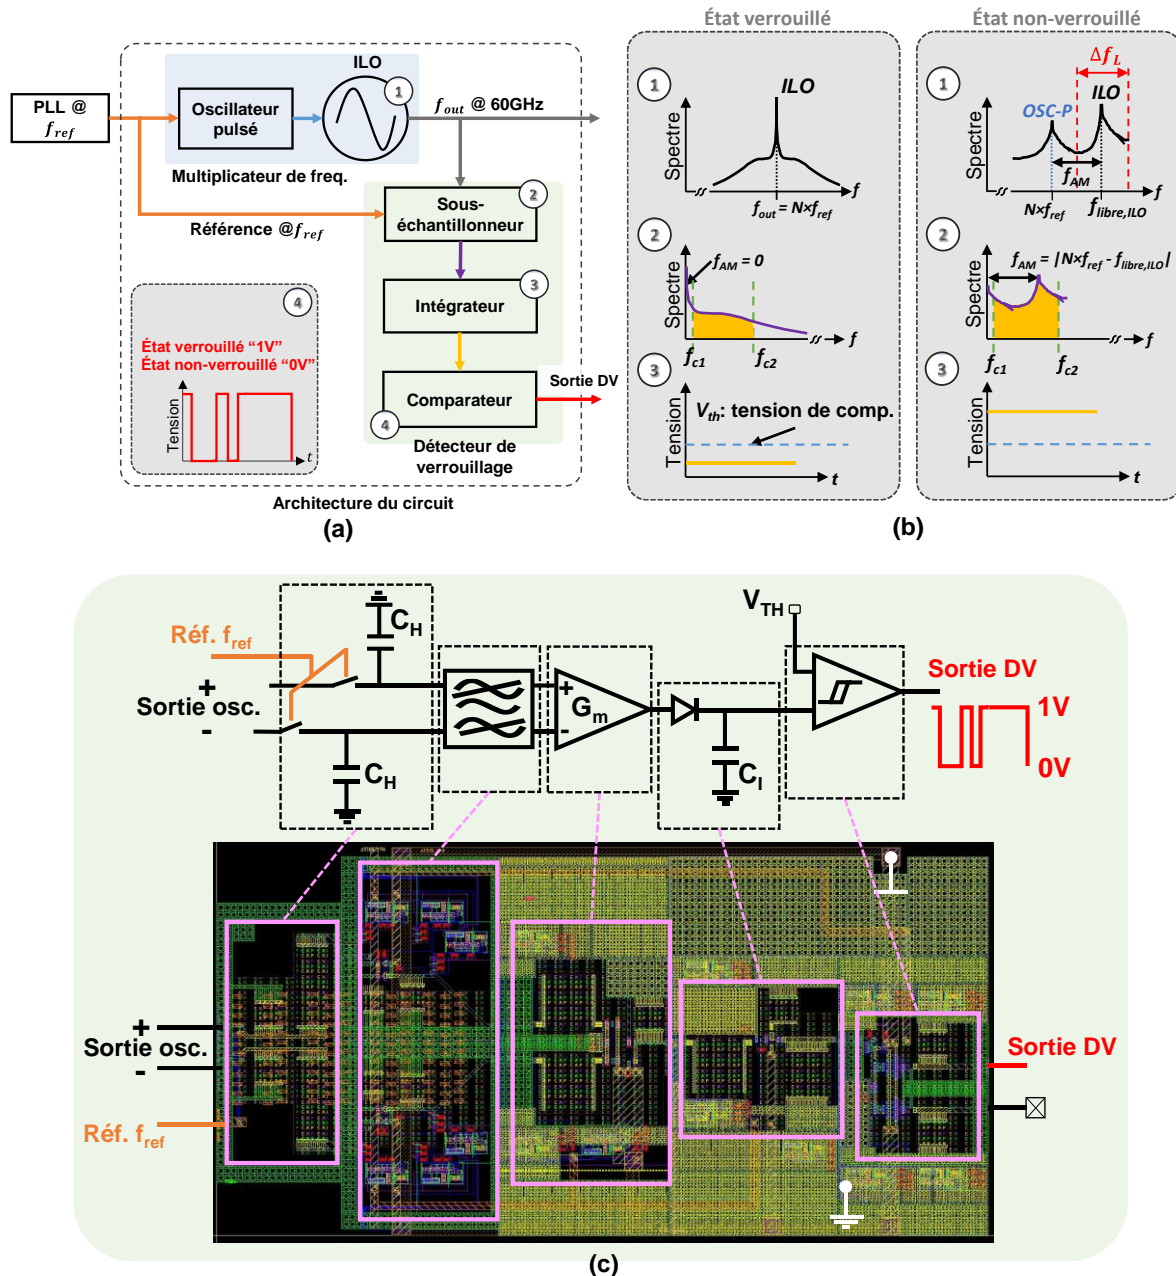 PLL @
f_ref
Oscillateur
pulsé
ILO
1
f_out @ 60GHz
Multiplicateur de freq.
Référence @f_ref
Sous-
échantillonneur
2
Intégrateur
3
Comparateur
4
Sortie DV
Détecteur de
verrouillage
4
État verrouillé “1V”
État non-verrouillé “0V”
Tension
t
Architecture du circuit
(a)
État verrouillé
1
ILO
Spectre
f
f_out = N×f_ref
2
f_AM = 0
Spectre
f
f_c1
f_c2
3
V_th: tension de comp.
Tension
t
État non-verrouillé
1
Δf_L
ILO
OSC-P
Spectre
f_AM
f
N×f_ref
f_libre,ILO
2
f_AM = |N×f_ref - f_libre,ILO|
Spectre
f
f_c1
f_c2
3
Tension
t
(b)
Réf. f_ref
+
Sortie osc.
-
C_H
C_H
+
G_m
-
C_I
V_TH
Sortie DV
1V
0V
+
Sortie osc.
-
Réf. f_ref
Sortie DV
(c)